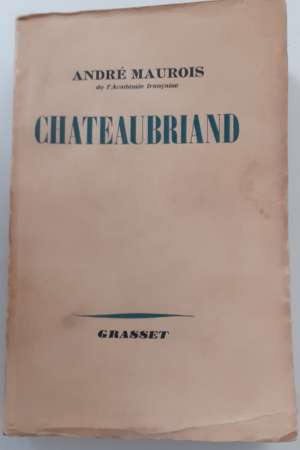 ANDRÉ MAUROIS
de l'Académie française
CHATEAUBRIAND
GRASSET